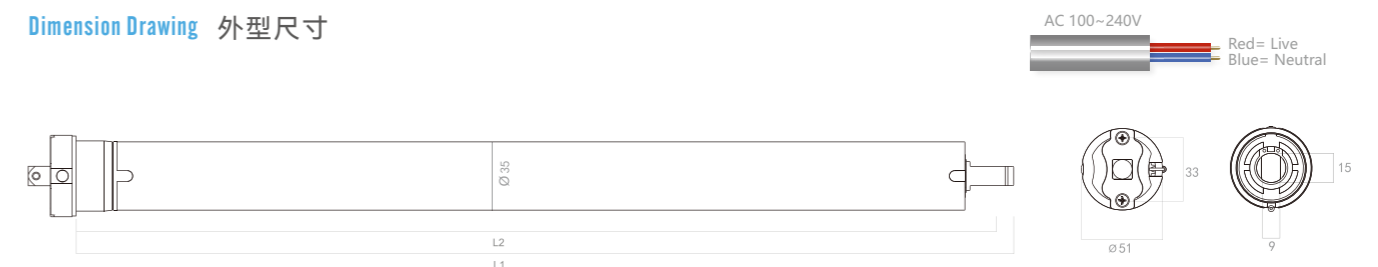 Dimension Drawing 外型尺寸
AC 100~240V
Red= Live
Blue= Neutral
Ø 35
33
15
L2
Ø 51
9
L1